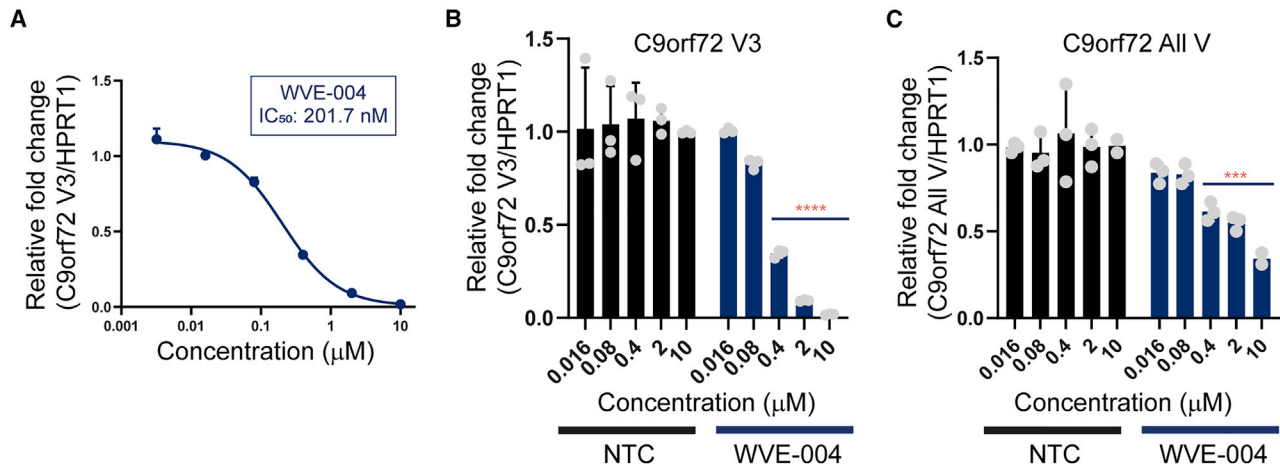 A
Relative fold change
(C9orf72 V3/HPRT1)
1.5
1.0
0.5
0.0
WVE-004
IC₅₀: 201.7 nM
0.001
0.01
0.1
1
10
Concentration (μM)
B
C9orf72 V3
Relative fold change
(C9orf72 V3/HPRT1)
1.5
1.0
0.5
0.0
****
0.016
0.08
0.4
2
10
0.016
0.08
0.4
2
10
Concentration (μM)
NTC
WVE-004
C
C9orf72 All V
Relative fold change
(C9orf72 All V/HPRT1)
1.5
1.0
0.5
0.0
***
0.016
0.08
0.4
2
10
0.016
0.08
0.4
2
10
Concentration (μM)
NTC
WVE-004